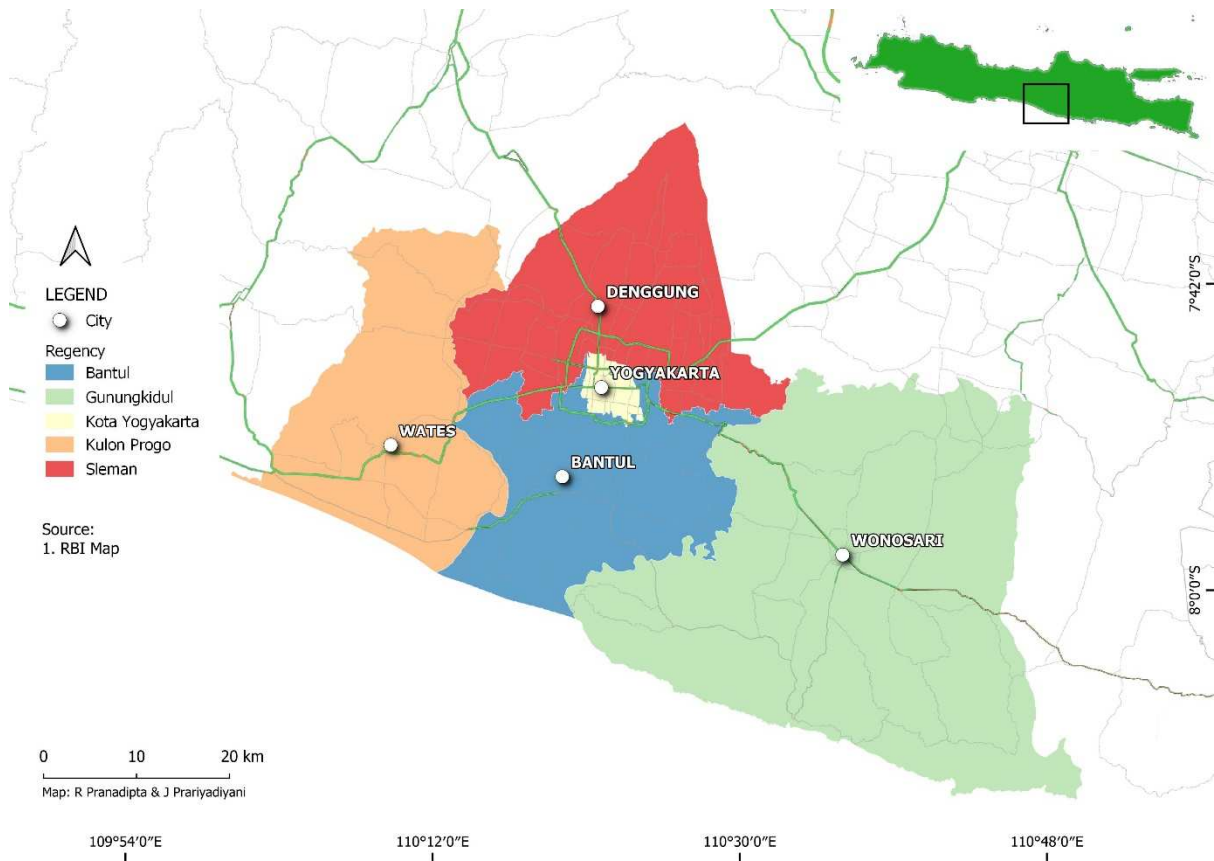 DENGGUNG
YOGYAKARTA
WATES
BANTUL
WONOSARI
LEGEND
City
Regency
Bantul
Gunungkidul
Kota Yogyakarta
Kulon Progo
Sleman
Source:
1. RBI Map
0 10 20 km
Map: R Pranadipta & J Prariyadiyani
7°42'0"S
8°0'0"S
109°54'0"E 110°12'0"E 110°30'0"E 110°48'0"E